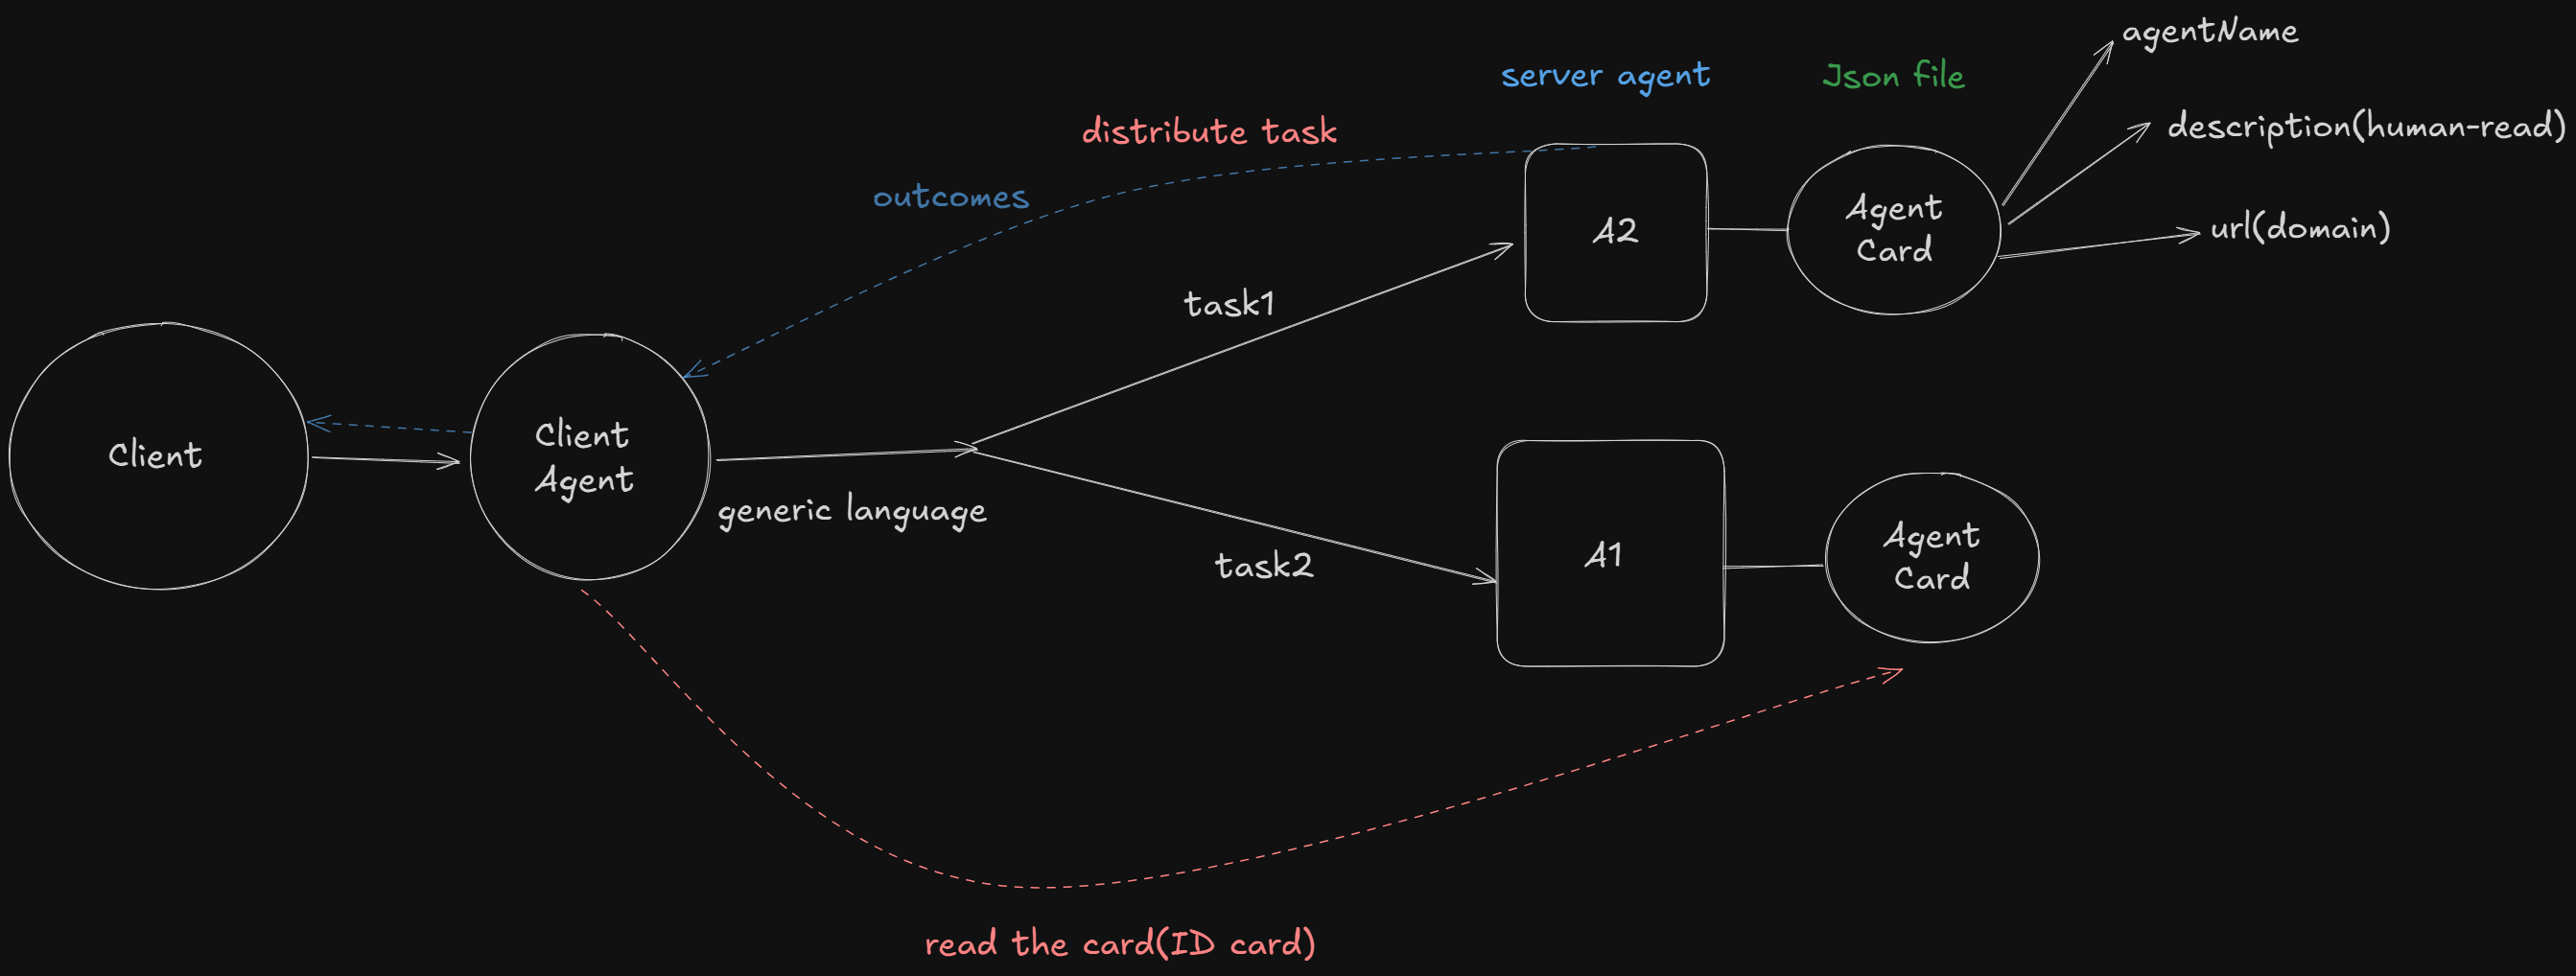 agentName
server agent
Json file
description(human-read)
distribute task
outcomes
A2
Agent
Card
url(domain)
task1
Client
Client
Agent
generic language
task2
A1
Agent
Card
read the card(ID card)